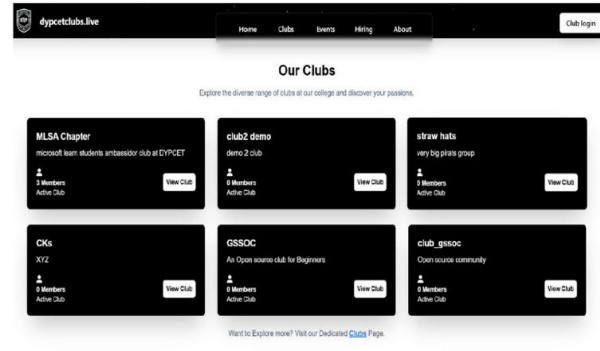 dypcetclubs.live
Home Clubs Events Hiring About
Club login
Our Clubs
Explore the diverse range of clubs at our college and discover your passions.
MLSA Chapter
microsoft learn students ambassidor club at DYPCET
3 Members
Active Club
View Club
club2 demo
demo 2 club
0 Members
Active Club
View Club
straw hats
very big pirats group
0 Members
Active Club
View Club
CKs
XYZ
0 Members
Active Club
View Club
GSSOC
An Open source club for Beginners
0 Members
Active Club
View Club
club_gssoc
Open source community
0 Members
Active Club
View Club
Want to Explore more? Visit our Dedicated Clubs Page.